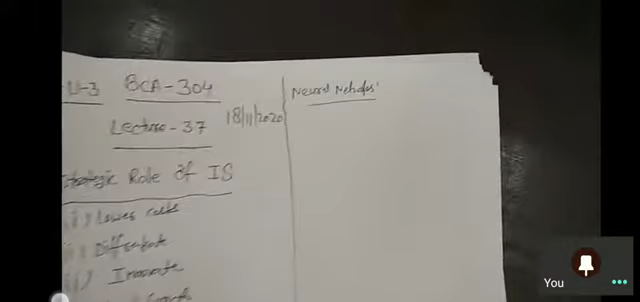 U-3 BCA-304
Lecture-37
18/11/2020
Strategic Role of IS
(i) Lower costs
Differentiate
Innovate
Growth
Neural Networks
You